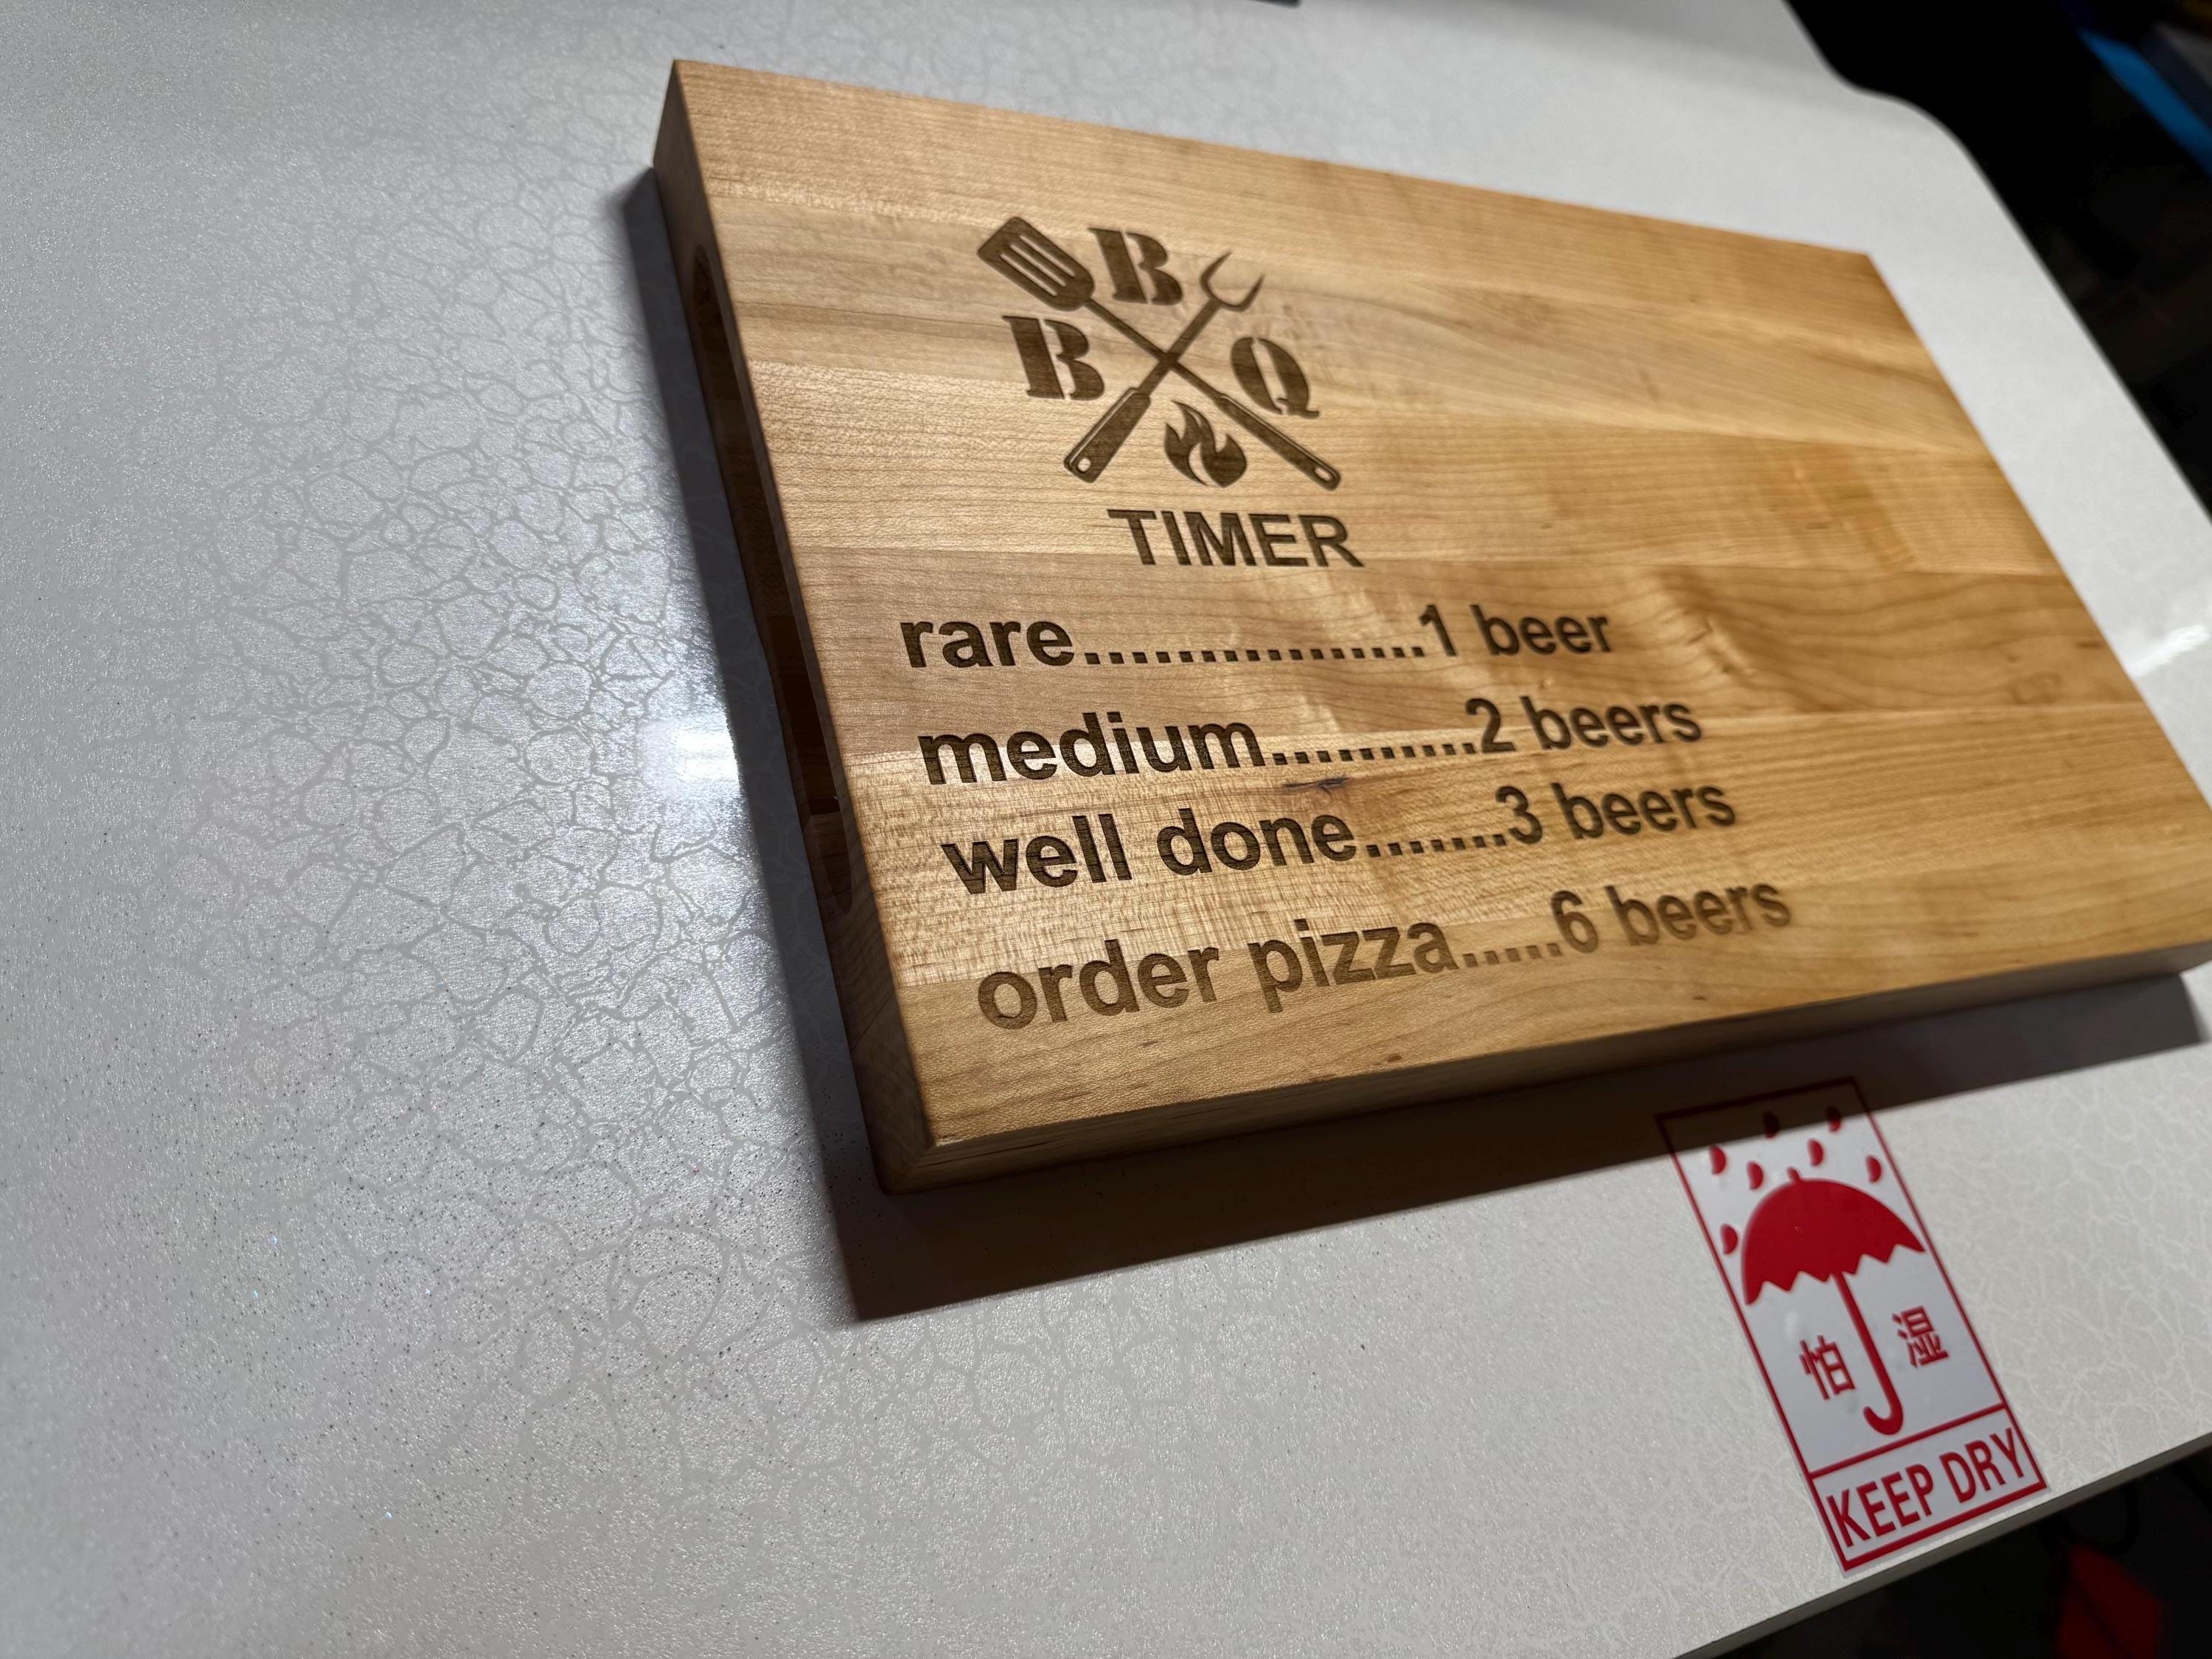 B B Q
TIMER
rare................1 beer
medium..........2 beers
well done.......3 beers
order pizza.....6 beers
怕 湿
KEEP DRY